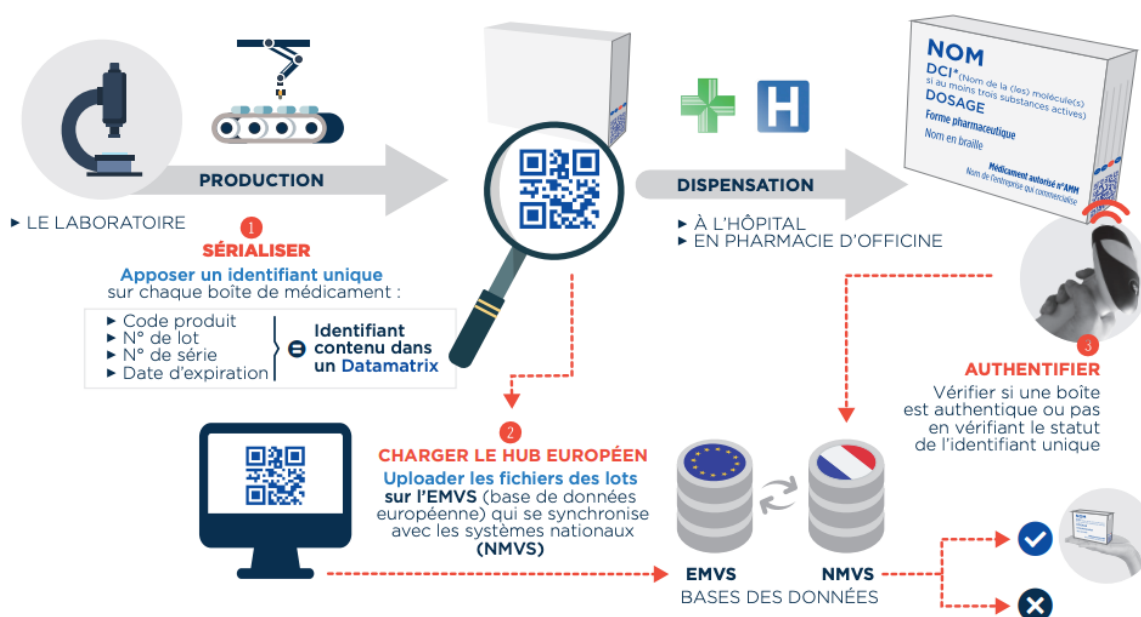 PRODUCTION
► LE LABORATOIRE
1
SÉRIALISER
Apposer un identifiant unique
sur chaque boîte de médicament :
► Code produit
► N° de lot
► N° de série
► Date d'expiration
= Identifiant
contenu dans
un Datamatrix
H
DISPENSATION
► À L'HÔPITAL
► EN PHARMACIE D'OFFICINE
NOM
DCI* (Nom de la (les) molécule(s)
si au moins trois substances actives)
DOSAGE
Forme pharmaceutique
Nom en braille
Médicament autorisé n°AMM
Nom de l'entreprise qui commercialise
2
CHARGER LE HUB EUROPÉEN
Uploader les fichiers des lots
sur l'EMVS (base de données
européenne) qui se synchronise
avec les systèmes nationaux
(NMVS)
3
AUTHENTIFIER
Vérifier si une boîte
est authentique ou pas
en vérifiant le statut
de l'identifiant unique
EMVS
NMVS
BASES DES DONNÉES
NOM